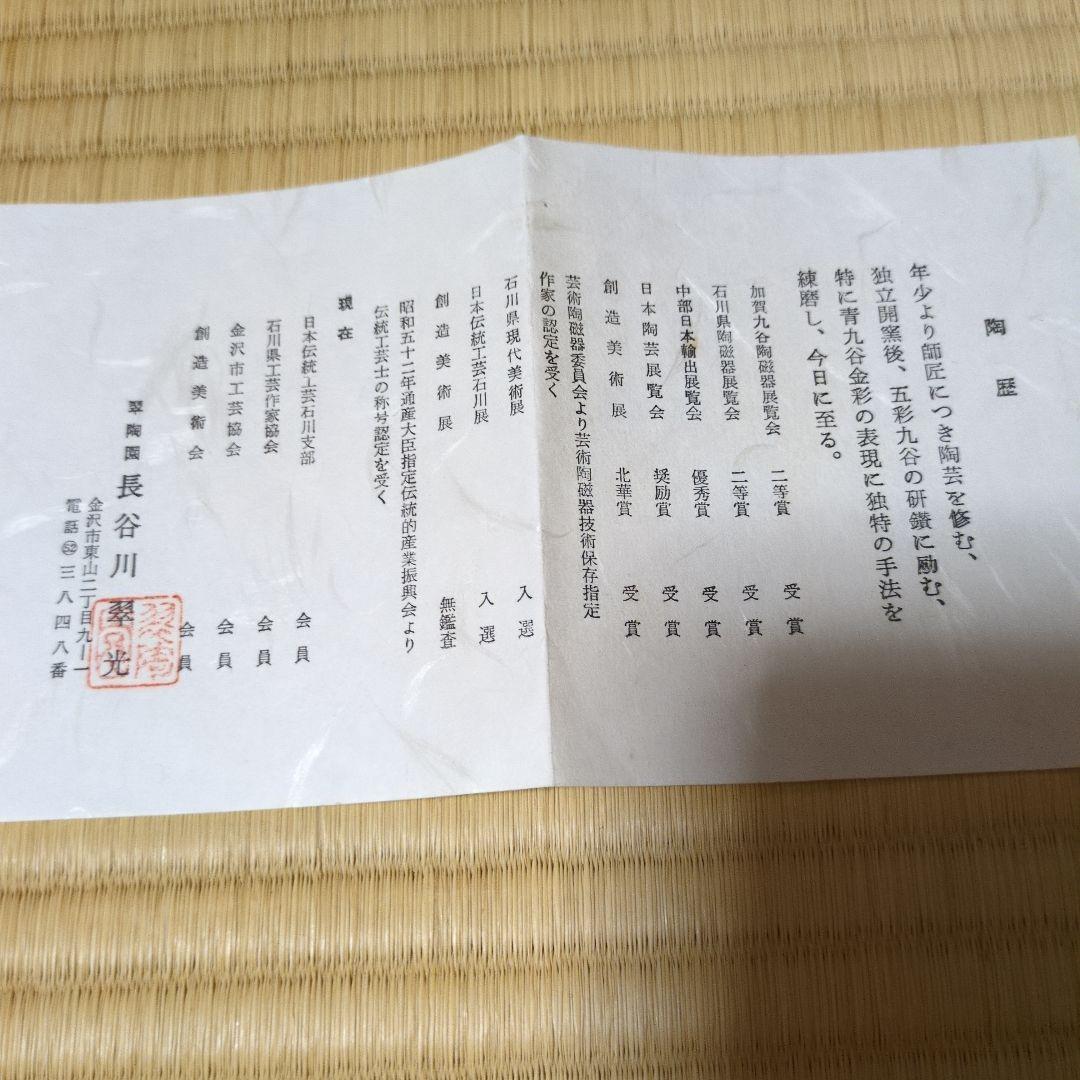 陶歴
年少より師匠につき陶芸を修む、
独立開窯後、五彩九谷の研鑽に励む、
特に青九谷金彩の表現に独特の手法を
練磨し、今日に至る。
加賀九谷陶磁器展覧会 二等賞 受賞
石川県陶磁器展覧会 二等賞 受賞
中部日本輸出展覧会 優秀賞 受賞
日本陶芸展覧会 奨励賞 受賞
創造美術展 北華賞 受賞
芸術陶磁器委員会より芸術陶磁器技術保存指定
作家の認定を受く
石川県現代美術展 入選
日本伝統工芸石川展 入選
創造美術展 無鑑査
昭和五十二年通産大臣指定伝統的産業振興会より
伝統工芸士の称号認定を受く
現在
日本伝統工芸石川支部 会員
石川県工芸作家協会 会員
金沢市工芸協会 会員
創造美術会 会員
翠陶園 長谷川翠光
金沢市東山二丁目九ー一
電話㊾三八四八番